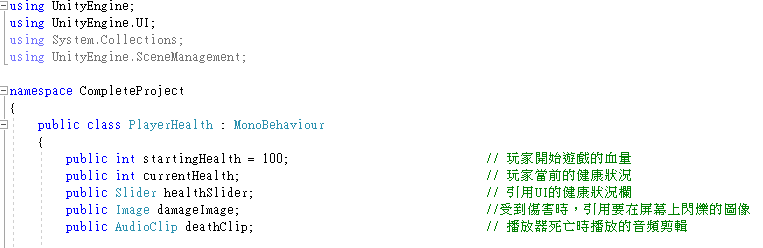 using UnityEngine;
using UnityEngine.UI;
using System.Collections;
using UnityEngine.SceneManagement;
namespace CompleteProject
{
public class PlayerHealth : MonoBehaviour
{
public int startingHealth = 100; // 玩家開始遊戲的血量
public int currentHealth; // 玩家當前的健康狀況
public Slider healthSlider; // 引用UI的健康狀況欄
public Image damageImage; //受到傷害時，引用要在屏幕上閃爍的圖像
public AudioClip deathClip; // 播放器死亡時播放的音頻剪輯